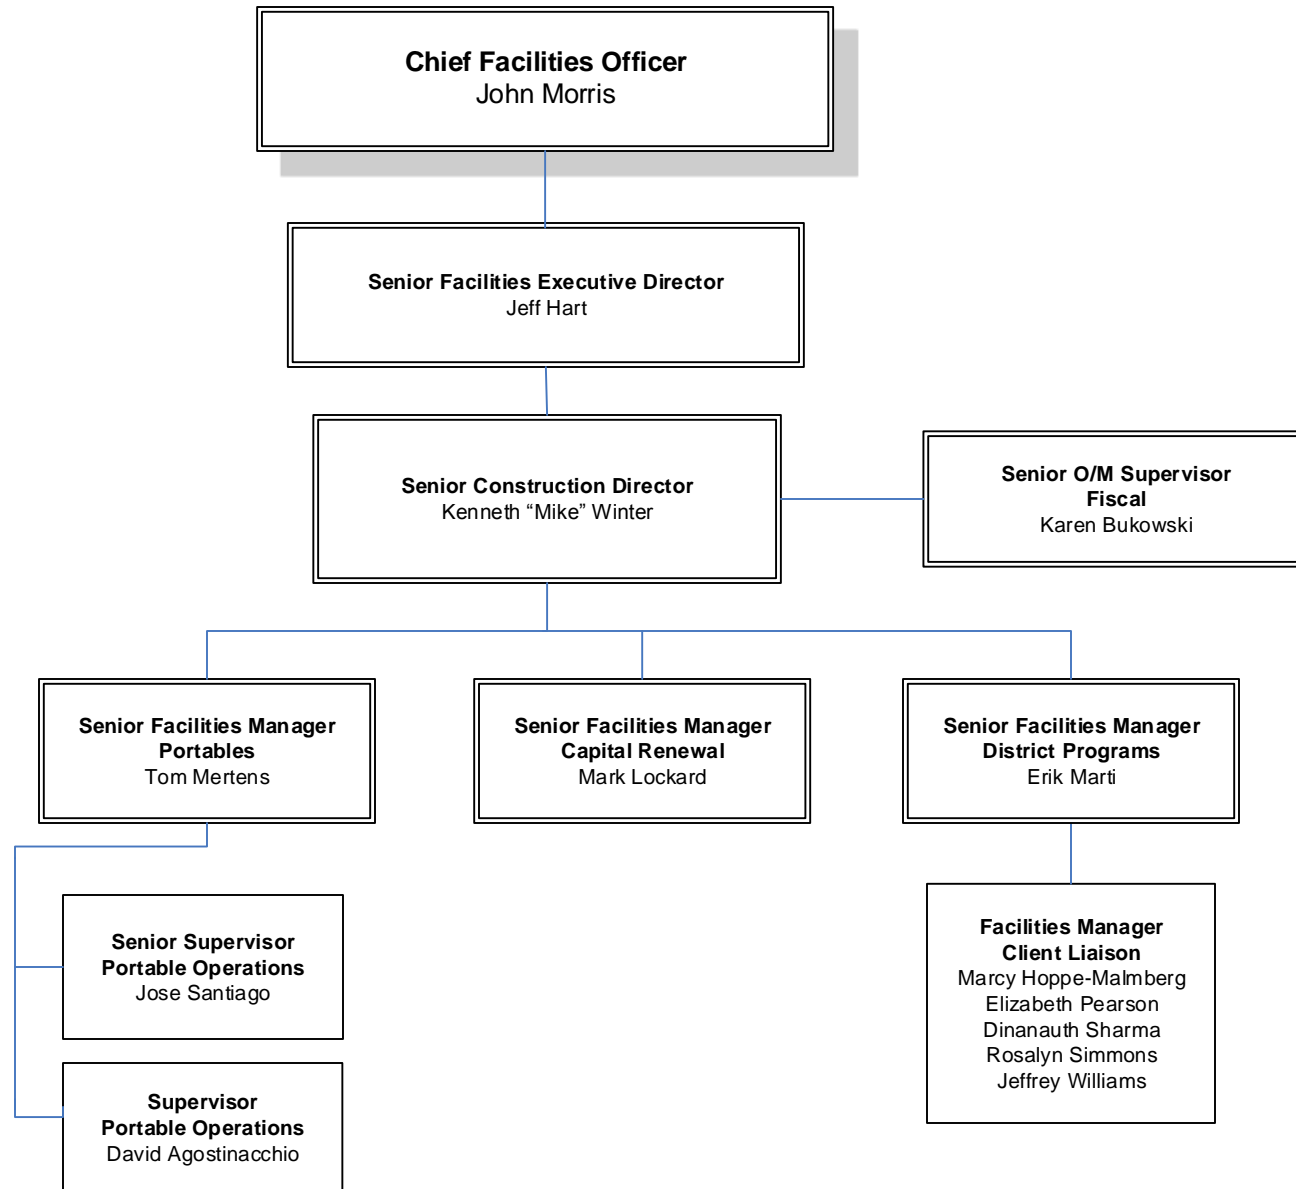 Chief Facilities Officer
John Morris
Senior Facilities Executive Director
Jeff Hart
Senior Construction Director
Kenneth “Mike” Winter
Senior O/M Supervisor
Fiscal
Karen Bukowski
Senior Facilities Manager
Portables
Tom Mertens
Senior Facilities Manager
Capital Renewal
Mark Lockard
Senior Facilities Manager
District Programs
Erik Marti
Senior Supervisor
Portable Operations
Jose Santiago
Supervisor
Portable Operations
David Agostinacchio
Facilities Manager
Client Liaison
Marcy Hoppe-Malmberg
Elizabeth Pearson
Dinanauth Sharma
Rosalyn Simmons
Jeffrey Williams